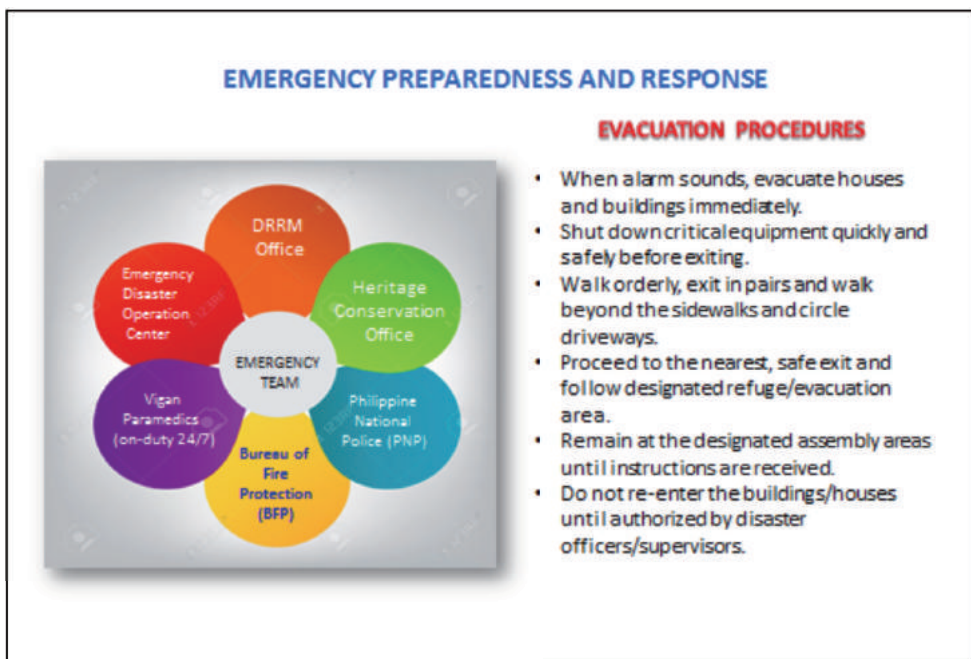 EMERGENCY PREPAREDNESS AND RESPONSE
DRRM
Office
Heritage
Conservation
Office
Philippine
National
Police (PNP)
Bureau of
Fire
Protection
(BFP)
Vigan
Paramedics
(on-duty 24/7)
Emergency
Disaster
Operation
Center
EMERGENCY
TEAM
EVACUATION PROCEDURES
• When alarm sounds, evacuate houses
and buildings immediately.
• Shut down critical equipment quickly and
safely before exiting.
• Walk orderly, exit in pairs and walk
beyond the sidewalks and circle
driveways.
• Proceed to the nearest, safe exit and
follow designated refuge/evacuation
area.
• Remain at the designated assembly areas
until instructions are received.
• Do not re-enter the buildings/houses
until authorized by disaster
officers/supervisors.